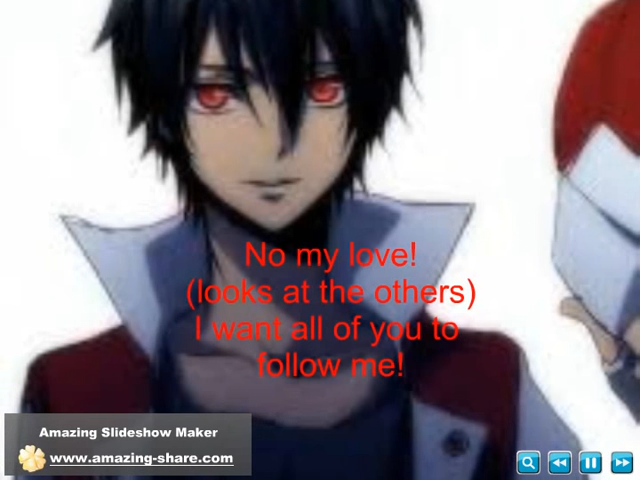 No my love!
(looks at the others)
I want all of you to
follow me!
Amazing Slideshow Maker
www.amazing-share.com